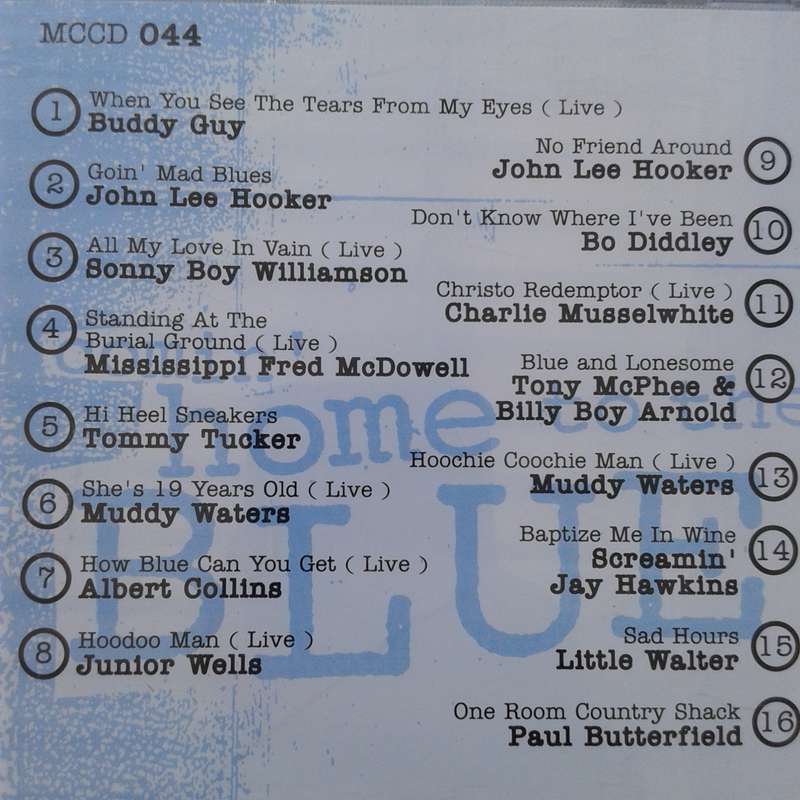 MCCD 044
1
When You See The Tears From My Eyes ( Live )
Buddy Guy
2
Goin' Mad Blues
John Lee Hooker
3
All My Love In Vain ( Live )
Sonny Boy Williamson
4
Standing At The
Burial Ground ( Live )
Mississippi Fred McDowell
5
Hi Heel Sneakers
Tommy Tucker
6
She's 19 Years Old ( Live )
Muddy Waters
7
How Blue Can You Get ( Live )
Albert Collins
8
Hoodoo Man ( Live )
Junior Wells
No Friend Around
John Lee Hooker
9
Don't Know Where I've Been
Bo Diddley
10
Christo Redemptor ( Live )
Charlie Musselwhite
11
Blue and Lonesome
Tony McPhee &
Billy Boy Arnold
12
Hoochie Coochie Man ( Live )
Muddy Waters
13
Baptize Me In Wine
Screamin'
Jay Hawkins
14
Sad Hours
Little Walter
15
One Room Country Shack
Paul Butterfield
16
home to the
BLUE